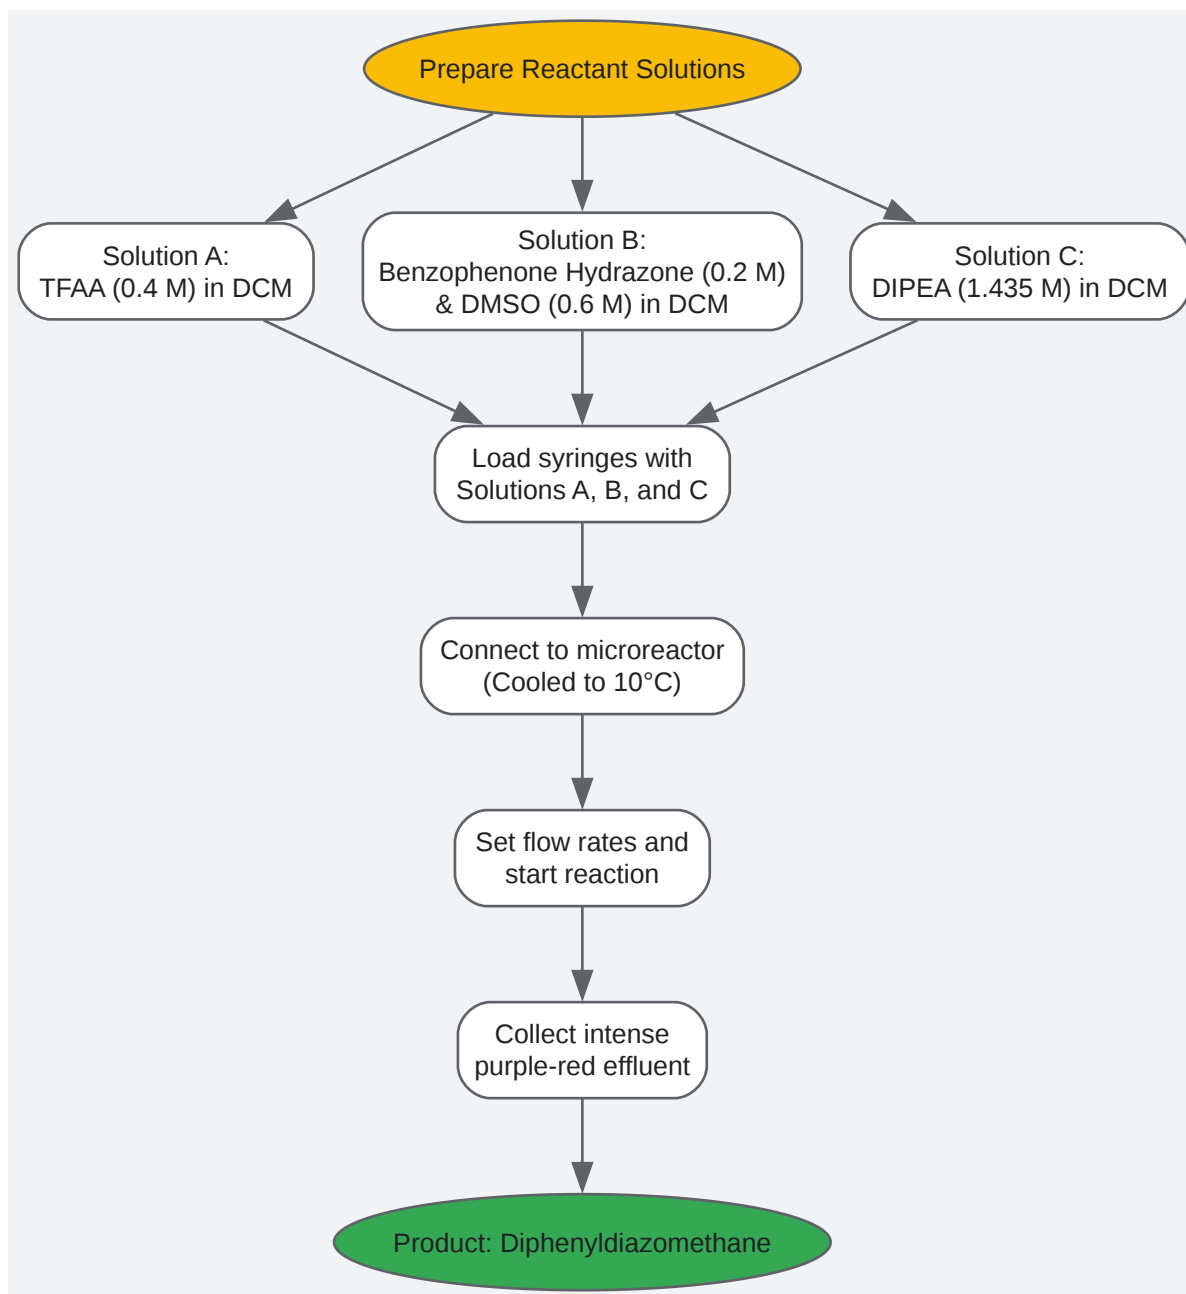 Prepare Reactant Solutions
Solution A:
TFAA (0.4 M) in DCM
Solution B:
Benzophenone Hydrazone (0.2 M)
& DMSO (0.6 M) in DCM
Solution C:
DIPEA (1.435 M) in DCM
Load syringes with
Solutions A, B, and C
Connect to microreactor
(Cooled to 10°C)
Set flow rates and
start reaction
Collect intense
purple-red effluent
Product: Diphenyldiazomethane